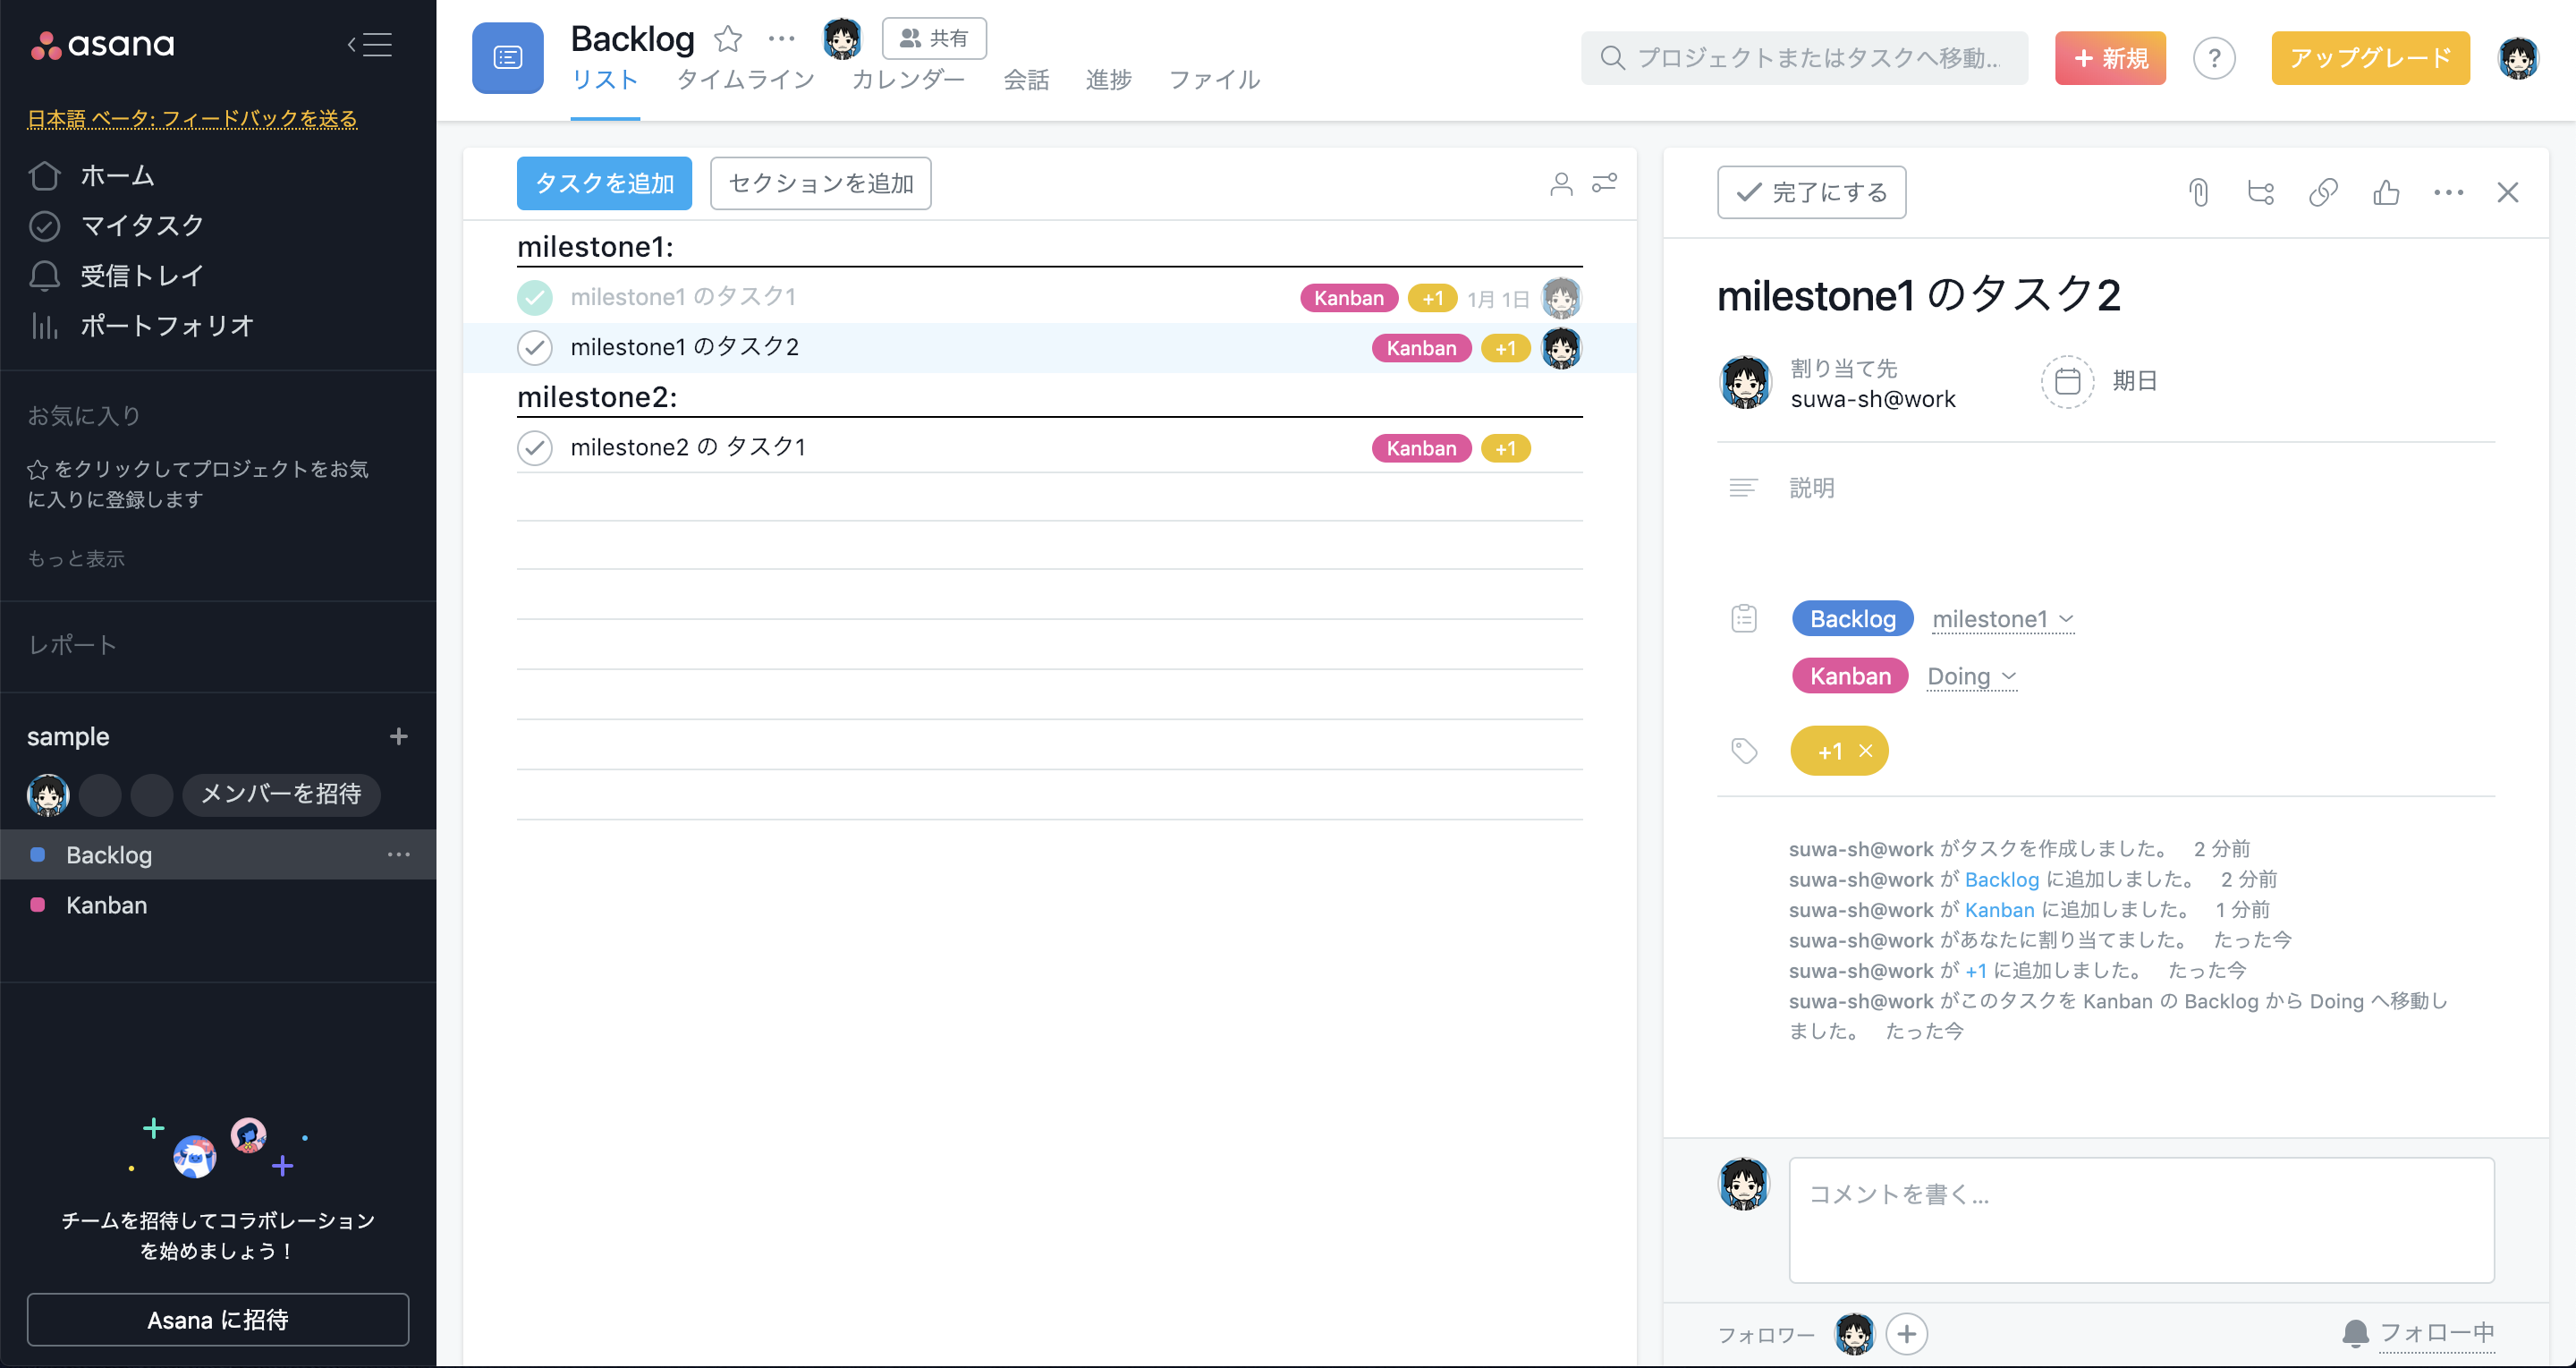 asana
日本語 ベータ: フィードバックを送る
ホーム
マイタスク
受信トレイ
ポートフォリオ
お気に入り
をクリックしてプロジェクトをお気
に入りに登録します
もっと表示
レポート
sample
メンバーを招待
Backlog
Kanban
チームを招待してコラボレーション
を始めましょう！
Asana に招待
Backlog
共有
リスト タイムライン カレンダー 会話 進捗 ファイル
プロジェクトまたはタスクへ移動...
+ 新規
?
アップグレード
タスクを追加 セクションを追加
milestone1:
milestone1 のタスク1 Kanban +1 1月 1日
milestone1 のタスク2 Kanban +1
milestone2:
milestone2 の タスク1 Kanban +1
完了にする
milestone1 のタスク2
割り当て先
suwa-sh@work
期日
説明
Backlog milestone1
Kanban Doing
+1 ×
suwa-sh@work がタスクを作成しました。 2 分前
suwa-sh@work が Backlog に追加しました。 2 分前
suwa-sh@work が Kanban に追加しました。 1 分前
suwa-sh@work があなたに割り当てました。 たった今
suwa-sh@work が +1 に追加しました。 たった今
suwa-sh@work がこのタスクを Kanban の Backlog から Doing へ移動し
ました。 たった今
コメントを書く...
フォロワー
フォロー中